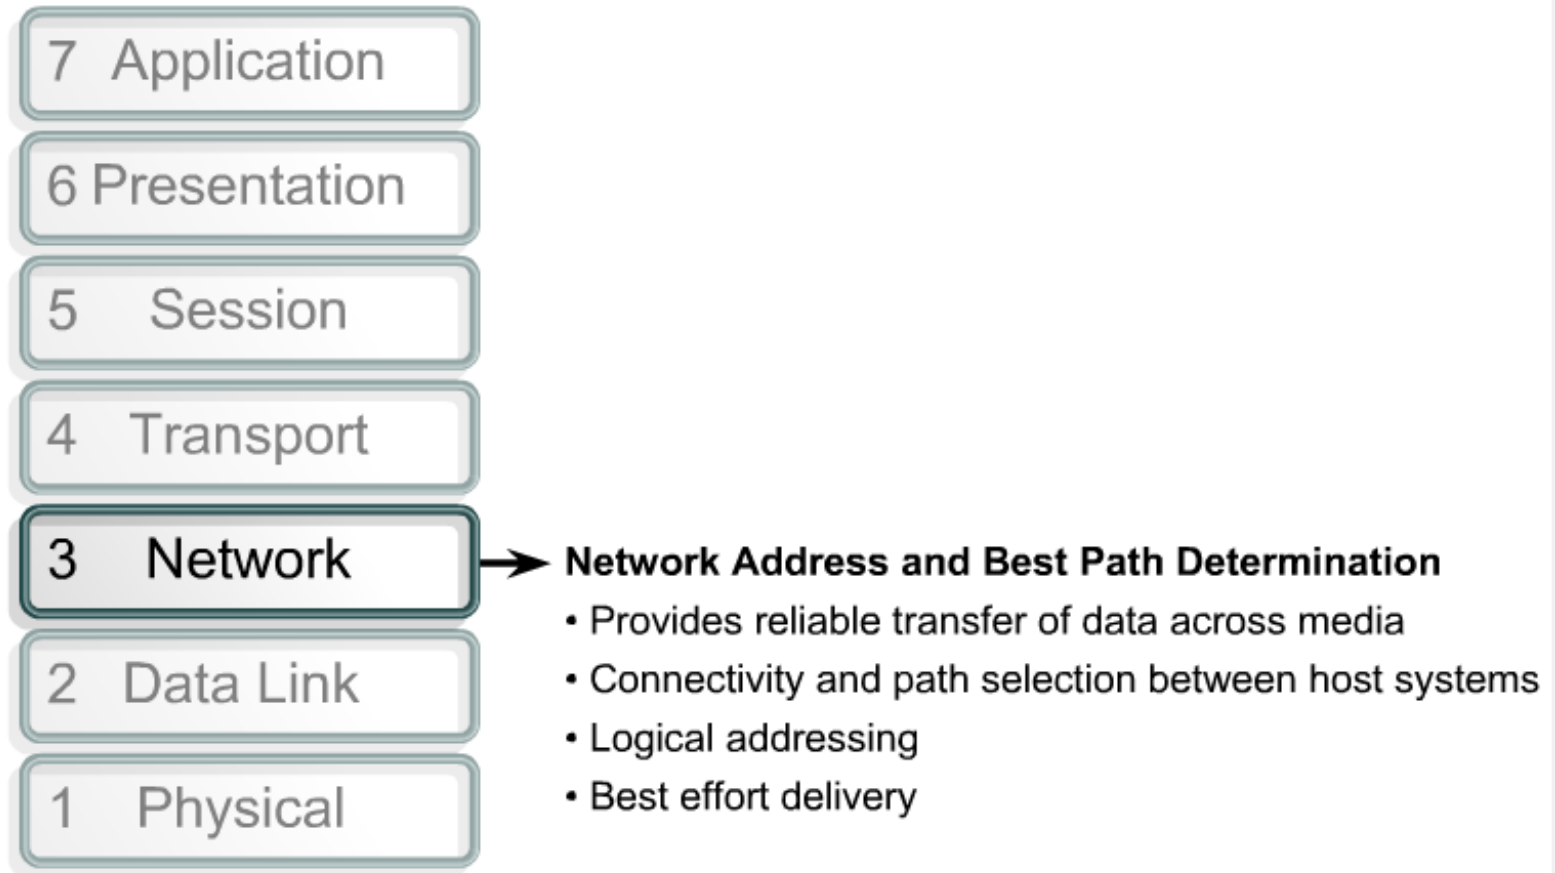 7 Application
6 Presentation
5 Session
4 Transport
3 Network
Network Address and Best Path Determination
• Provides reliable transfer of data across media
• Connectivity and path selection between host systems
• Logical addressing
• Best effort delivery
2 Data Link
1 Physical